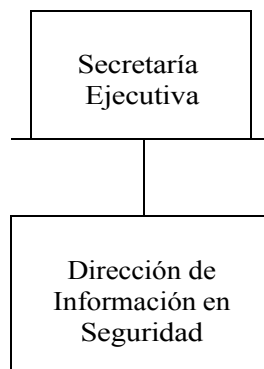 Secretaría
Ejecutiva
Dirección de
Información en
Seguridad